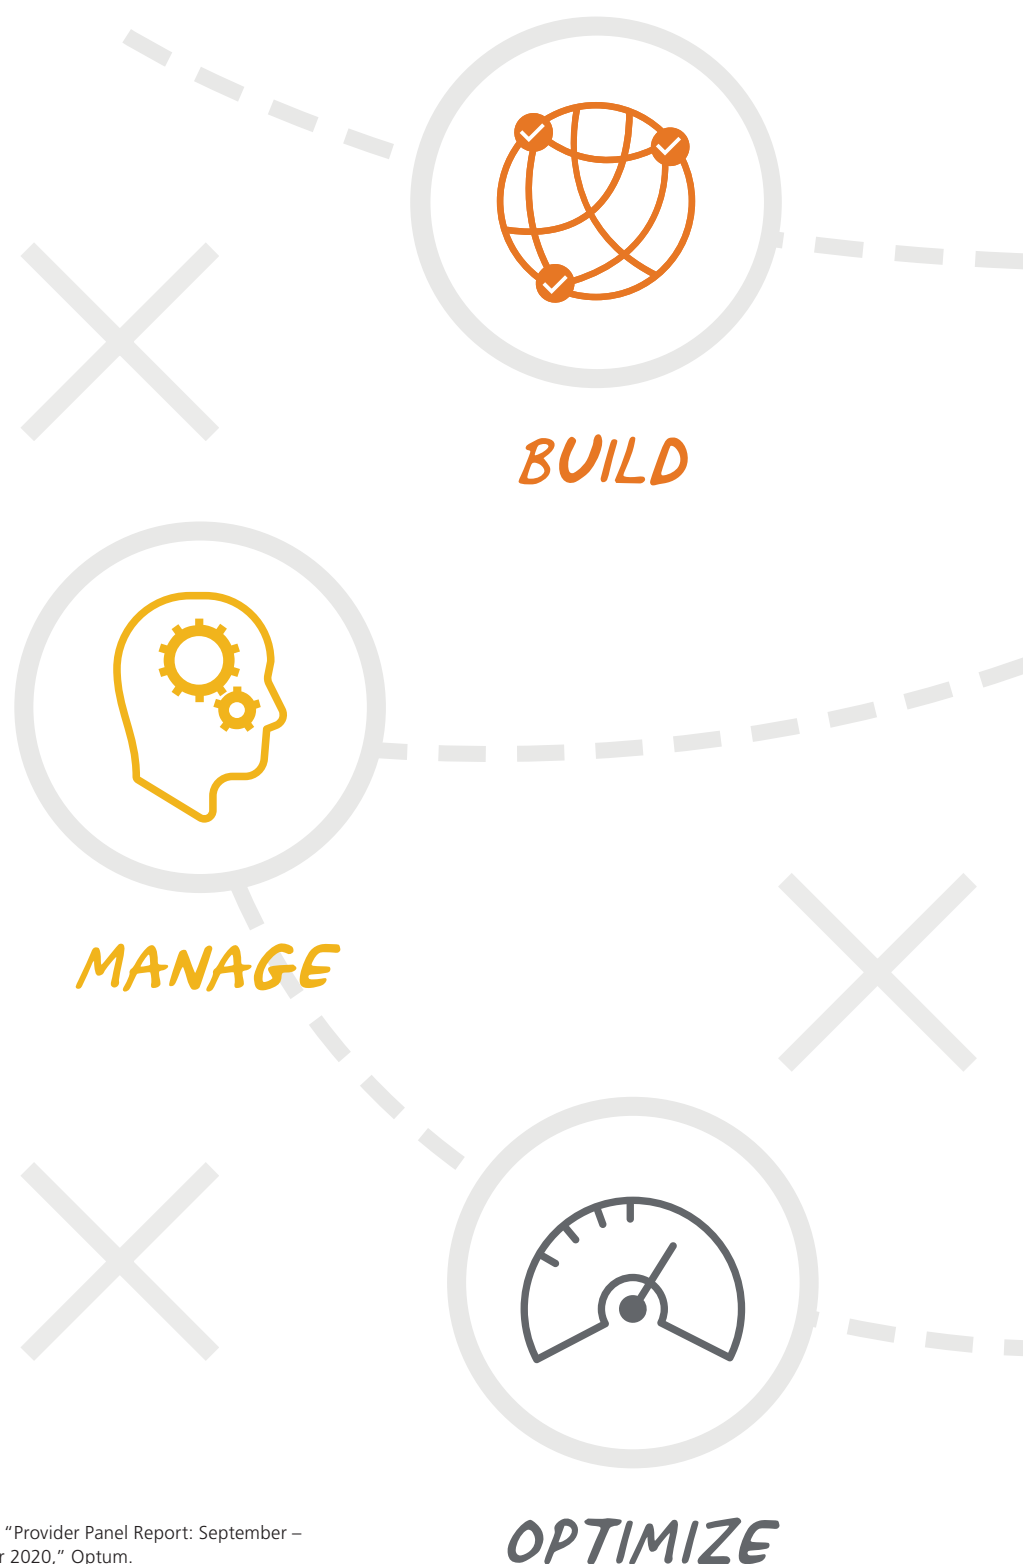 BUILD
MANAGE
OPTIMIZE
“Provider Panel Report: September –
2020,” Optum.